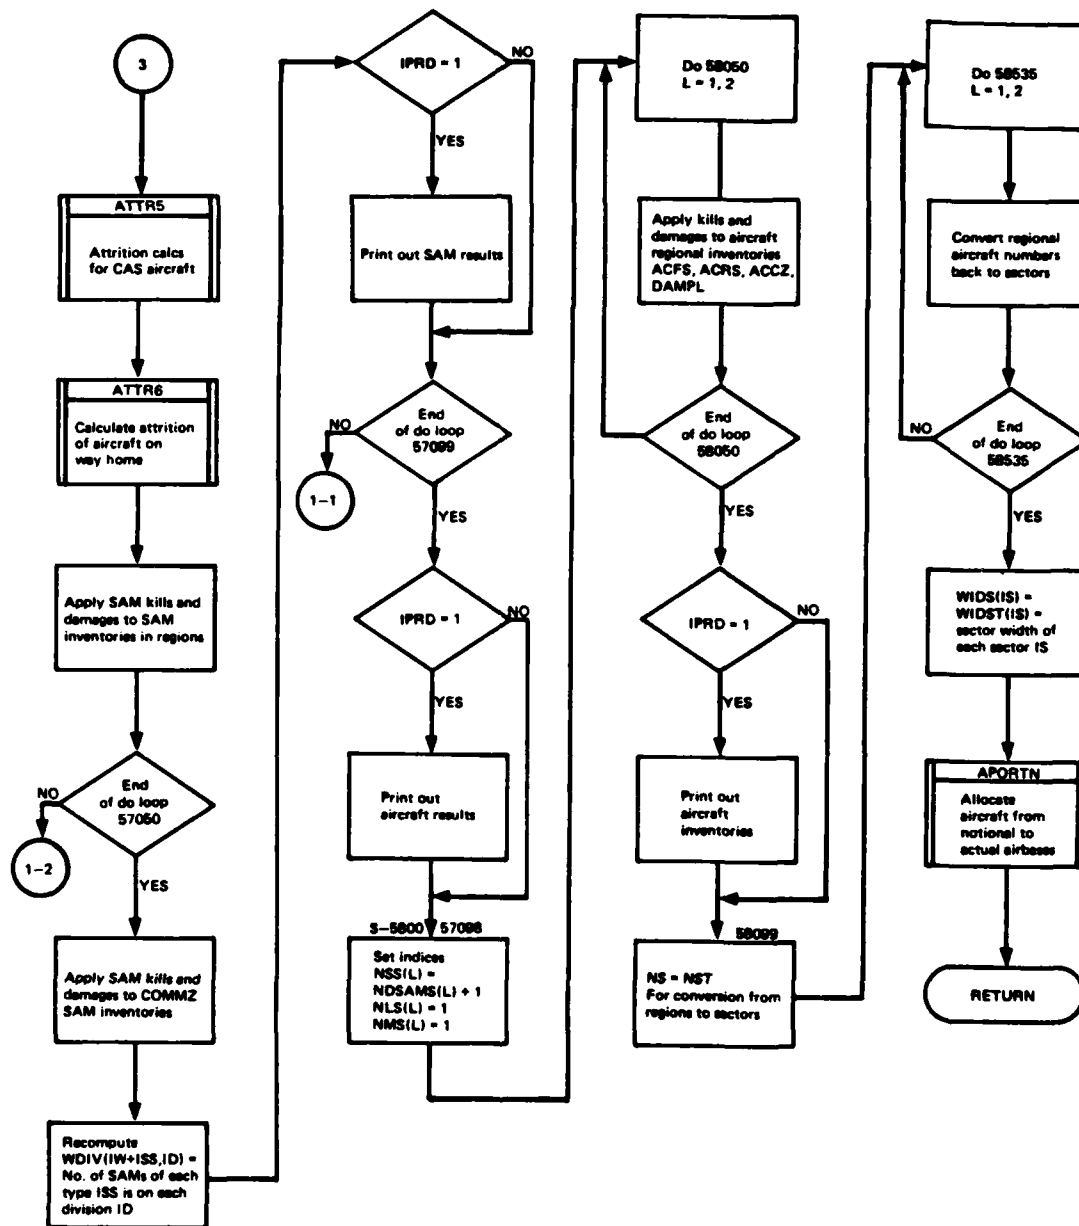 3
ATTR5
Attrition calcs
for CAS aircraft
ATTR6
Calculate attrition
of aircraft on
way home
Apply SAM kills and
damages to SAM
inventories in regions
End
of do loop
57050
NO
1-2
YES
Apply SAM kills and
damages to COMMZ
SAM inventories
Recompute
WDIV(IW+ISS,ID) =
No. of SAMs of each
type ISS is on each
division ID
IPRD = 1
NO
YES
Print out SAM results
End
of do loop
57099
NO
1-1
YES
IPRD = 1
NO
YES
Print out
aircraft results
S-5800 57098
Set indices
NSS(L) =
NDSAMS(L) + 1
NLS(L) = 1
NMS(L) = 1
Do 58050
L = 1, 2
Apply kills and
damages to aircraft
regional inventories
ACFS, ACRS, ACCZ,
DAMPL
End
of do loop
58050
YES
IPRD = 1
NO
YES
Print out
aircraft
inventories
58099
NS = NST
For conversion from
regions to sectors
Do 58535
L = 1, 2
Convert regional
aircraft numbers
back to sectors
End
of do loop
58535
NO
YES
WIDS(IS) =
WIDST(IS) =
sector width of
each sector IS
APORTN
Allocate
aircraft from
notional to
actual airbases
RETURN